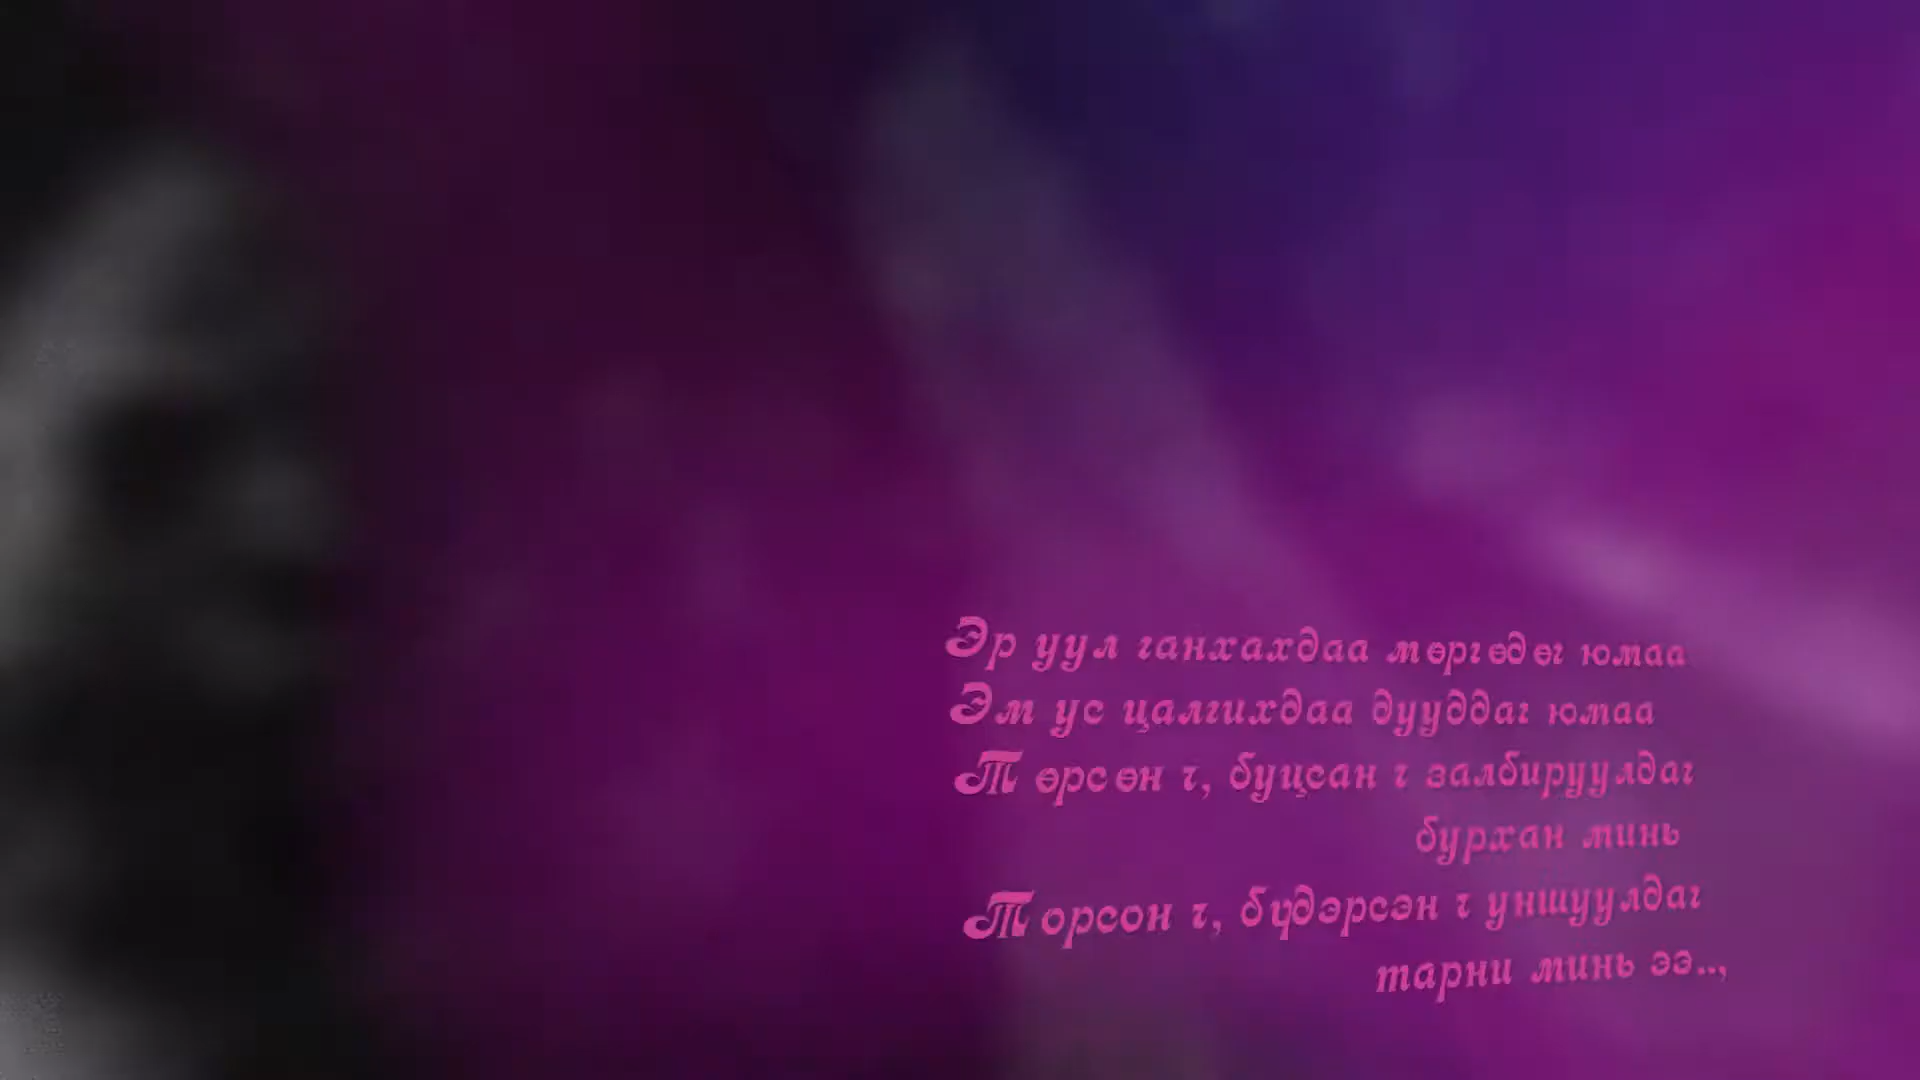 Эр уул ганхахдаа мөргөдөг юмаа
Эм ус цалгихдаа дууддаг юмаа
Төрсөн ч, буцсан ч залбируулдаг
бурхан минь
Торсон ч, бүдэрсэн ч уншуулдаг
тарни минь ээ..,